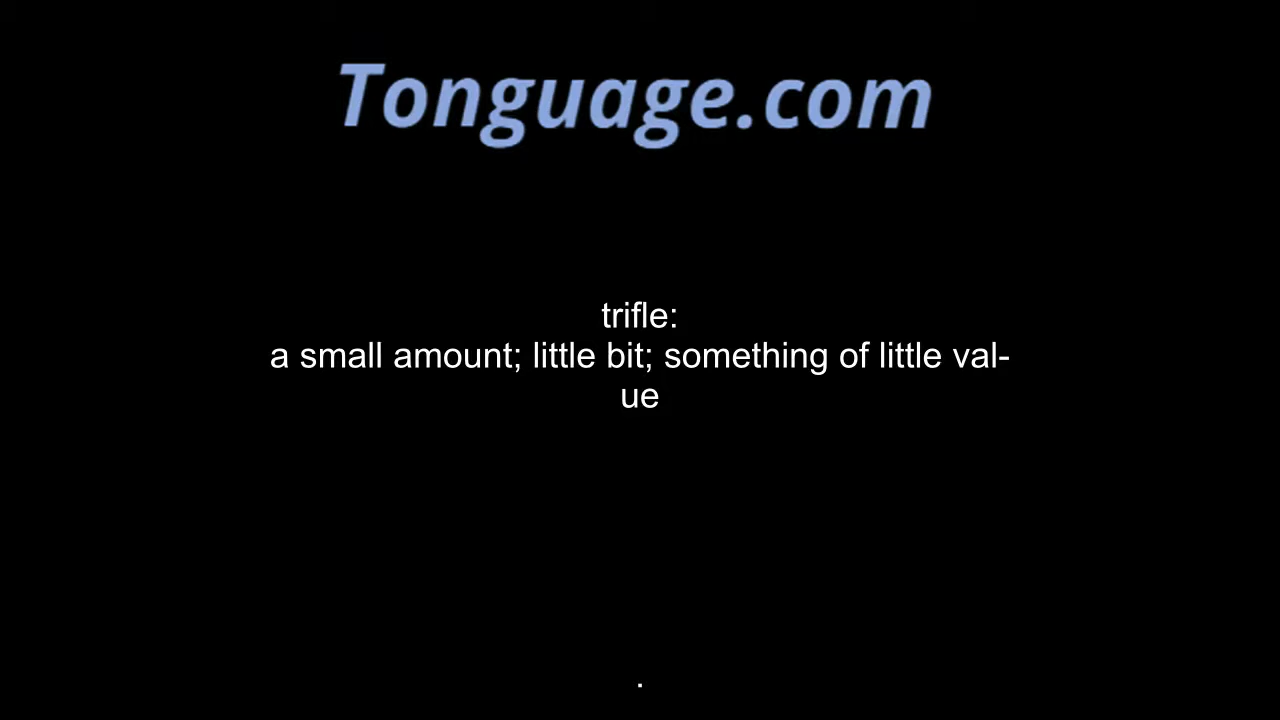 Tonguage.com
trifle:
a small amount; little bit; something of little val-
ue
.